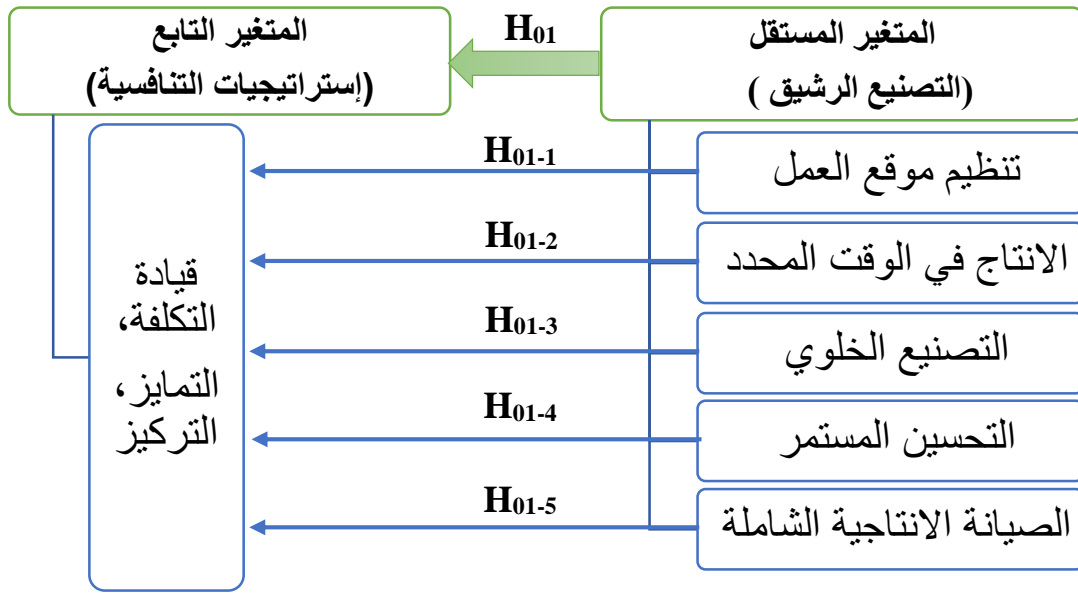 المتغير المستقل
(التصنيع الرشيق )
H01
المتغير التابع
(إستراتيجيات التنافسية)
تنظيم موقع العمل
H01-1
الانتاج في الوقت المحدد
H01-2
التصنيع الخلوي
H01-3
التحسين المستمر
H01-4
الصيانة الانتاجية الشاملة
H01-5
قيادة
التكلفة،
التمايز،
التركيز